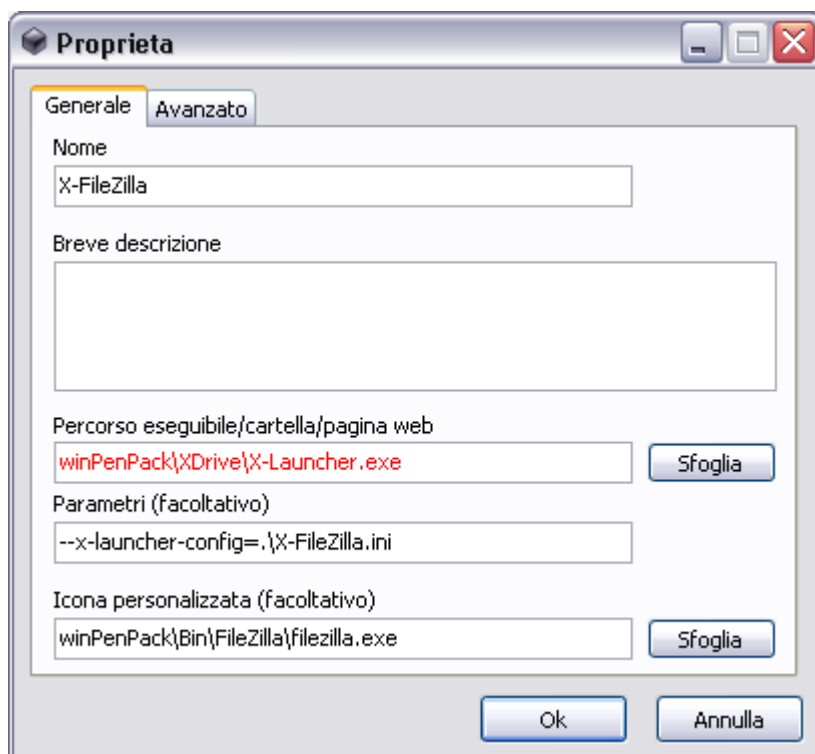 Proprieta
Generale Avanzato
Nome
X-FileZilla
Breve descrizione
Percorso eseguibile/cartella/pagina web
winPenPack\XDrive\X-Launcher.exe Sfoglia
Parametri (facoltativo)
--x-launcher-config=.\X-FileZilla.ini
Icona personalizzata (facoltativo)
winPenPack\Bin\FileZilla\filezilla.exe Sfoglia
Ok Annulla